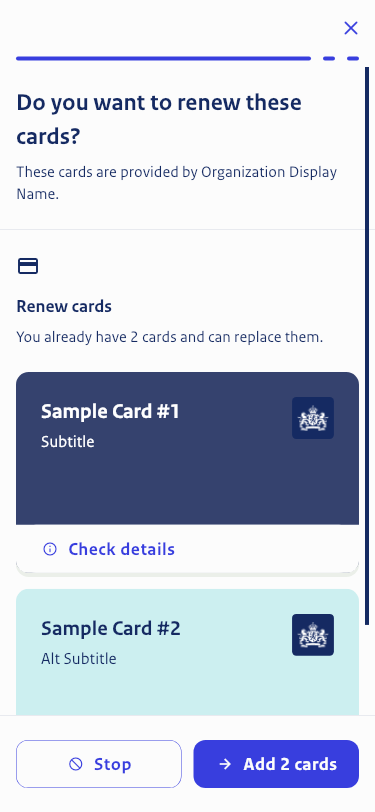 Do you want to renew these
cards?
These cards are provided by Organization Display
Name.
Renew cards
You already have 2 cards and can replace them.
Sample Card #1
Subtitle
Check details
Sample Card #2
Alt Subtitle
Stop
Add 2 cards